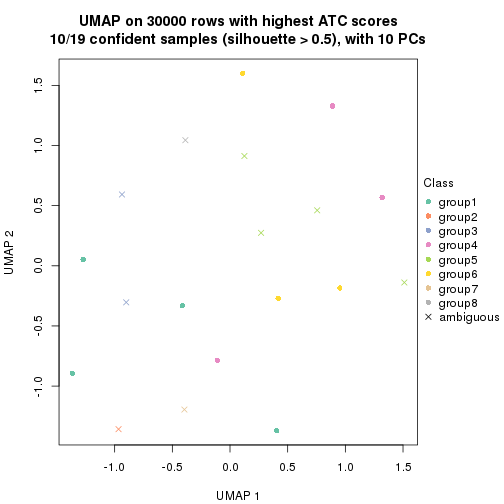 UMAP on 30000 rows with highest ATC scores
10/19 confident samples (silhouette > 0.5), with 10 PCs
1.5
1.0
0.5
0.0
-0.5
-1.0
UMAP 2
-1.0
-0.5
0.0
0.5
1.0
1.5
UMAP 1
Class
group1
group2
group3
group4
group5
group6
group7
group8
ambiguous